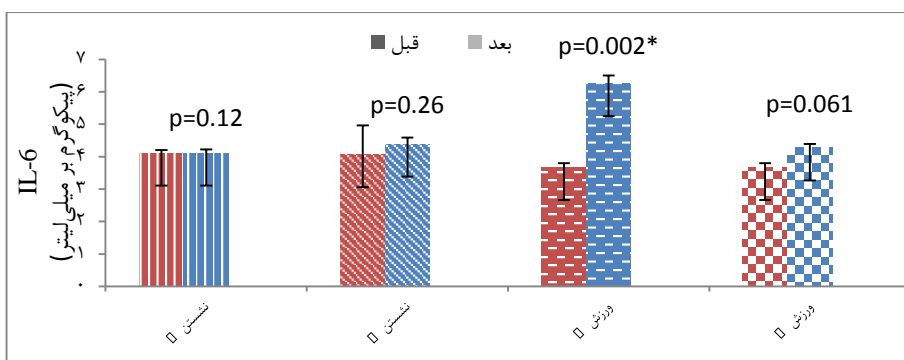 قبل بعد
p=0.12
p=0.26
p=0.002*
p=0.061
IL-6
(پیکوگرم بر میلی لیتر)
۷
۶
۵
۴
۳
۲
۱
۰
نشستن
نشستن
ورزش
ورزش